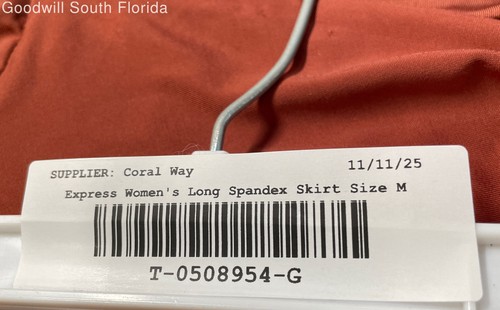 Goodwill South Florida
SUPPLIER: Coral Way
11/11/25
Express Women's Long Spandex Skirt Size M
T-0508954-G